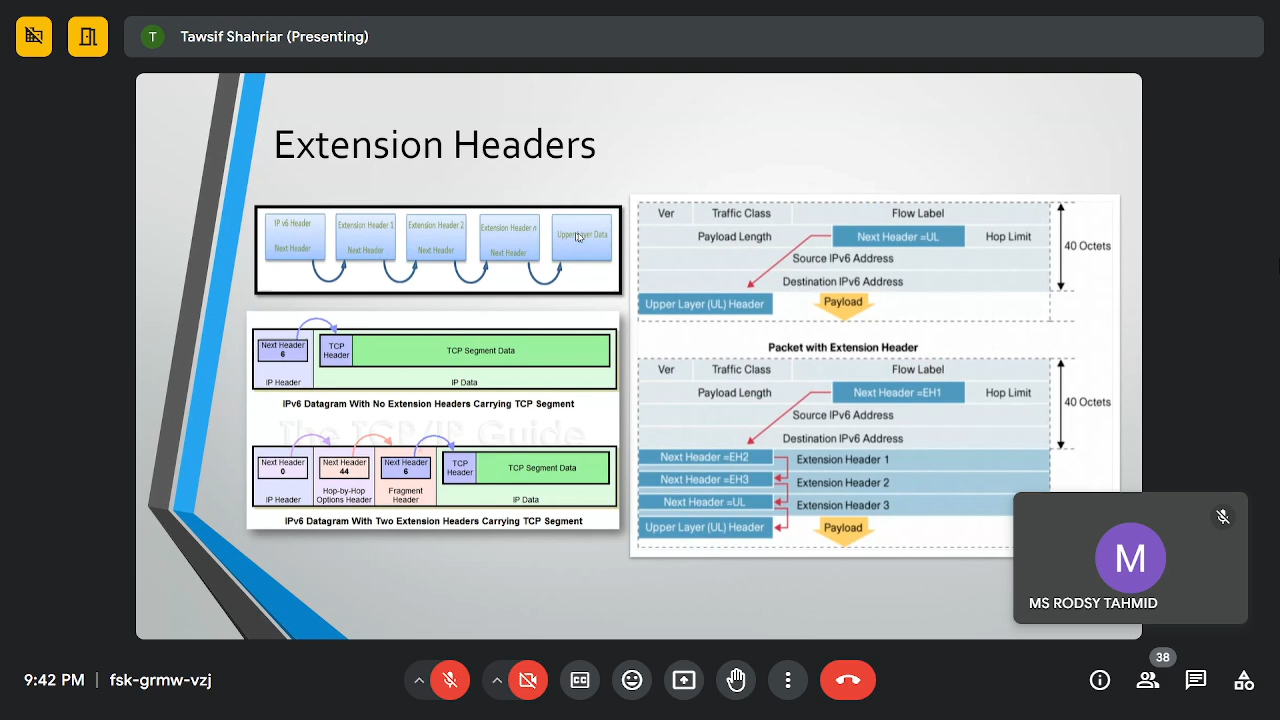 T
Tawsif Shahriar (Presenting)
Extension Headers
IP v6 Header
Next Header
Extension Header 1
Next Header
Extension Header 2
Next Header
Extension Header n
Next Header
Upper Layer Data
Next Header
6
IP Header
TCP
Header
TCP Segment Data
IP Data
IPv6 Datagram With No Extension Headers Carrying TCP Segment
The TCP/IP Guide
Next Header
0
IP Header
Next Header
44
Hop-by-Hop
Options Header
Next Header
6
Fragment
Header
TCP
Header
TCP Segment Data
IP Data
IPv6 Datagram With Two Extension Headers Carrying TCP Segment
Ver Traffic Class Flow Label
Payload Length Next Header =UL Hop Limit
Source IPv6 Address
Destination IPv6 Address
40 Octets
Upper Layer (UL) Header Payload
Packet with Extension Header
Ver Traffic Class Flow Label
Payload Length Next Header =EH1 Hop Limit
Source IPv6 Address
Destination IPv6 Address
40 Octets
Next Header =EH2 Extension Header 1
Next Header =EH3 Extension Header 2
Next Header =UL Extension Header 3
Upper Layer (UL) Header Payload
M
MS RODSY TAHMID
9:42 PM | fsk-grmw-vzj
CC
38